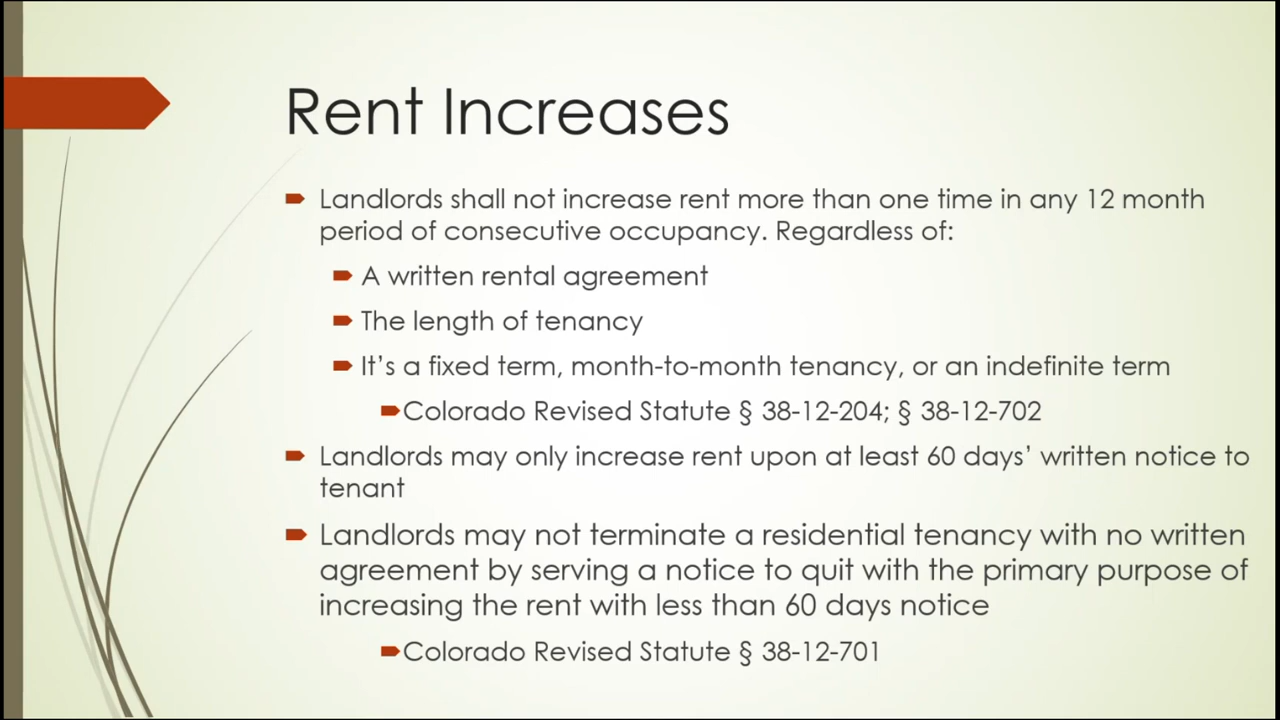 Rent Increases
Landlords shall not increase rent more than one time in any 12 month
period of consecutive occupancy. Regardless of:
A written rental agreement
The length of tenancy
It’s a fixed term, month-to-month tenancy, or an indefinite term
Colorado Revised Statute § 38-12-204; § 38-12-702
Landlords may only increase rent upon at least 60 days’ written notice to
tenant
Landlords may not terminate a residential tenancy with no written
agreement by serving a notice to quit with the primary purpose of
increasing the rent with less than 60 days notice
Colorado Revised Statute § 38-12-701